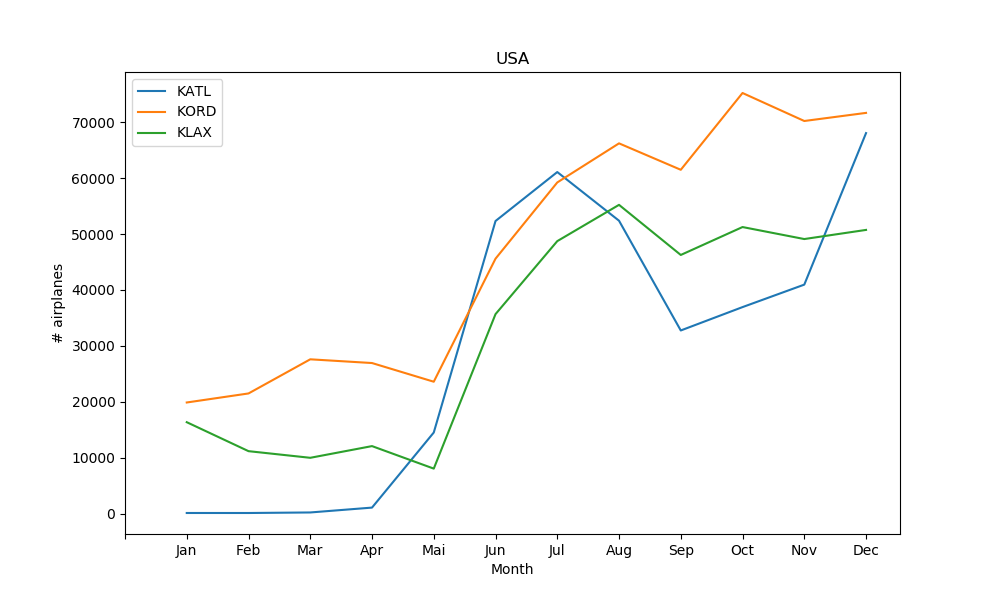 USA
KATL
KORD
KLAX
70000
60000
50000
40000
30000
20000
10000
0
# airplanes
Jan Feb Mar Apr Mai Jun Jul Aug Sep Oct Nov Dec
Month